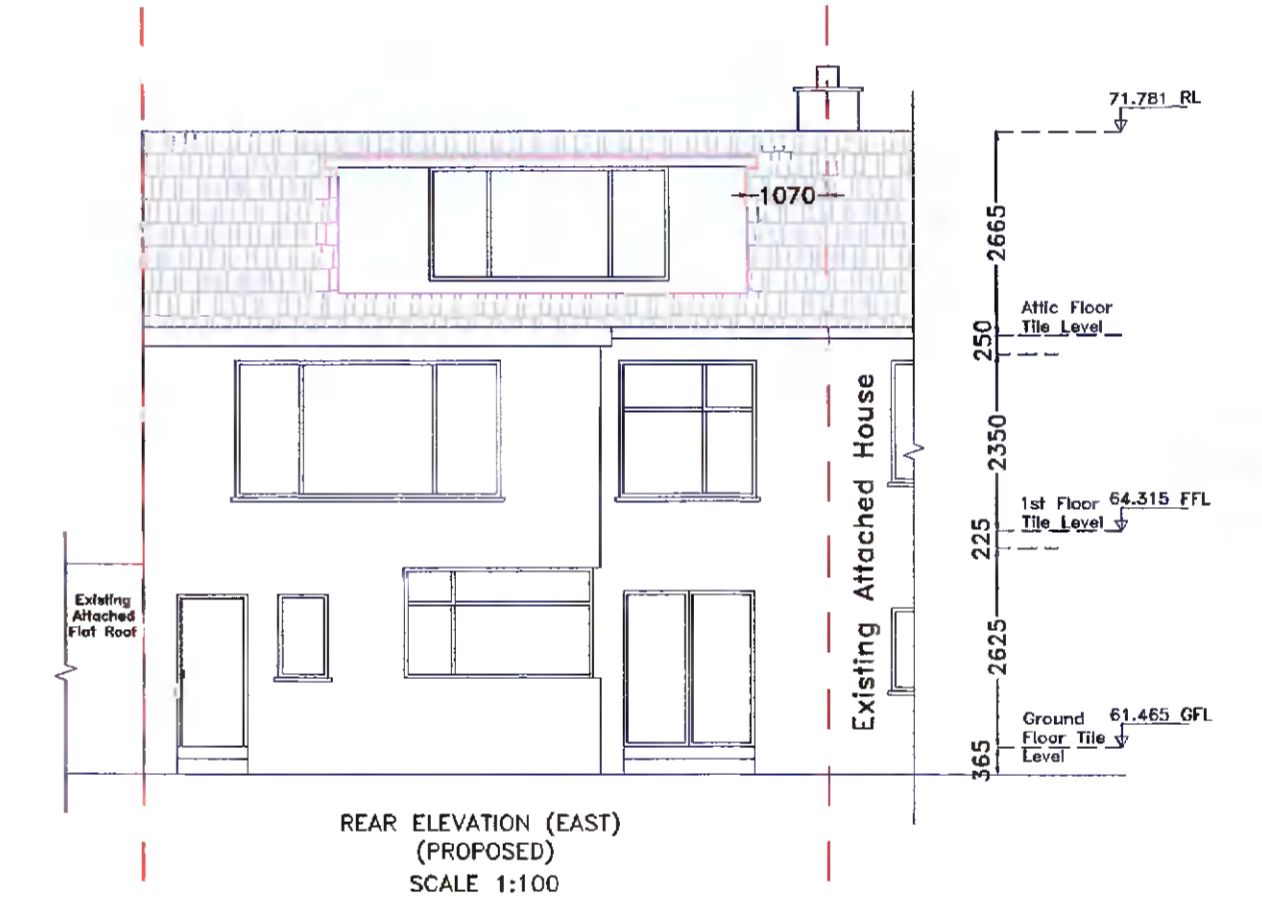 71.781 RL
1070
2665
Attic Floor
Tile Level
250
2350
1st Floor
Tile Level
64.315 FFL
225
Existing Attached House
Existing
Attached
Flat Roof
2625
Ground
Floor Tile
Level
61.465 GFL
365
REAR ELEVATION (EAST)
(PROPOSED)
SCALE 1:100